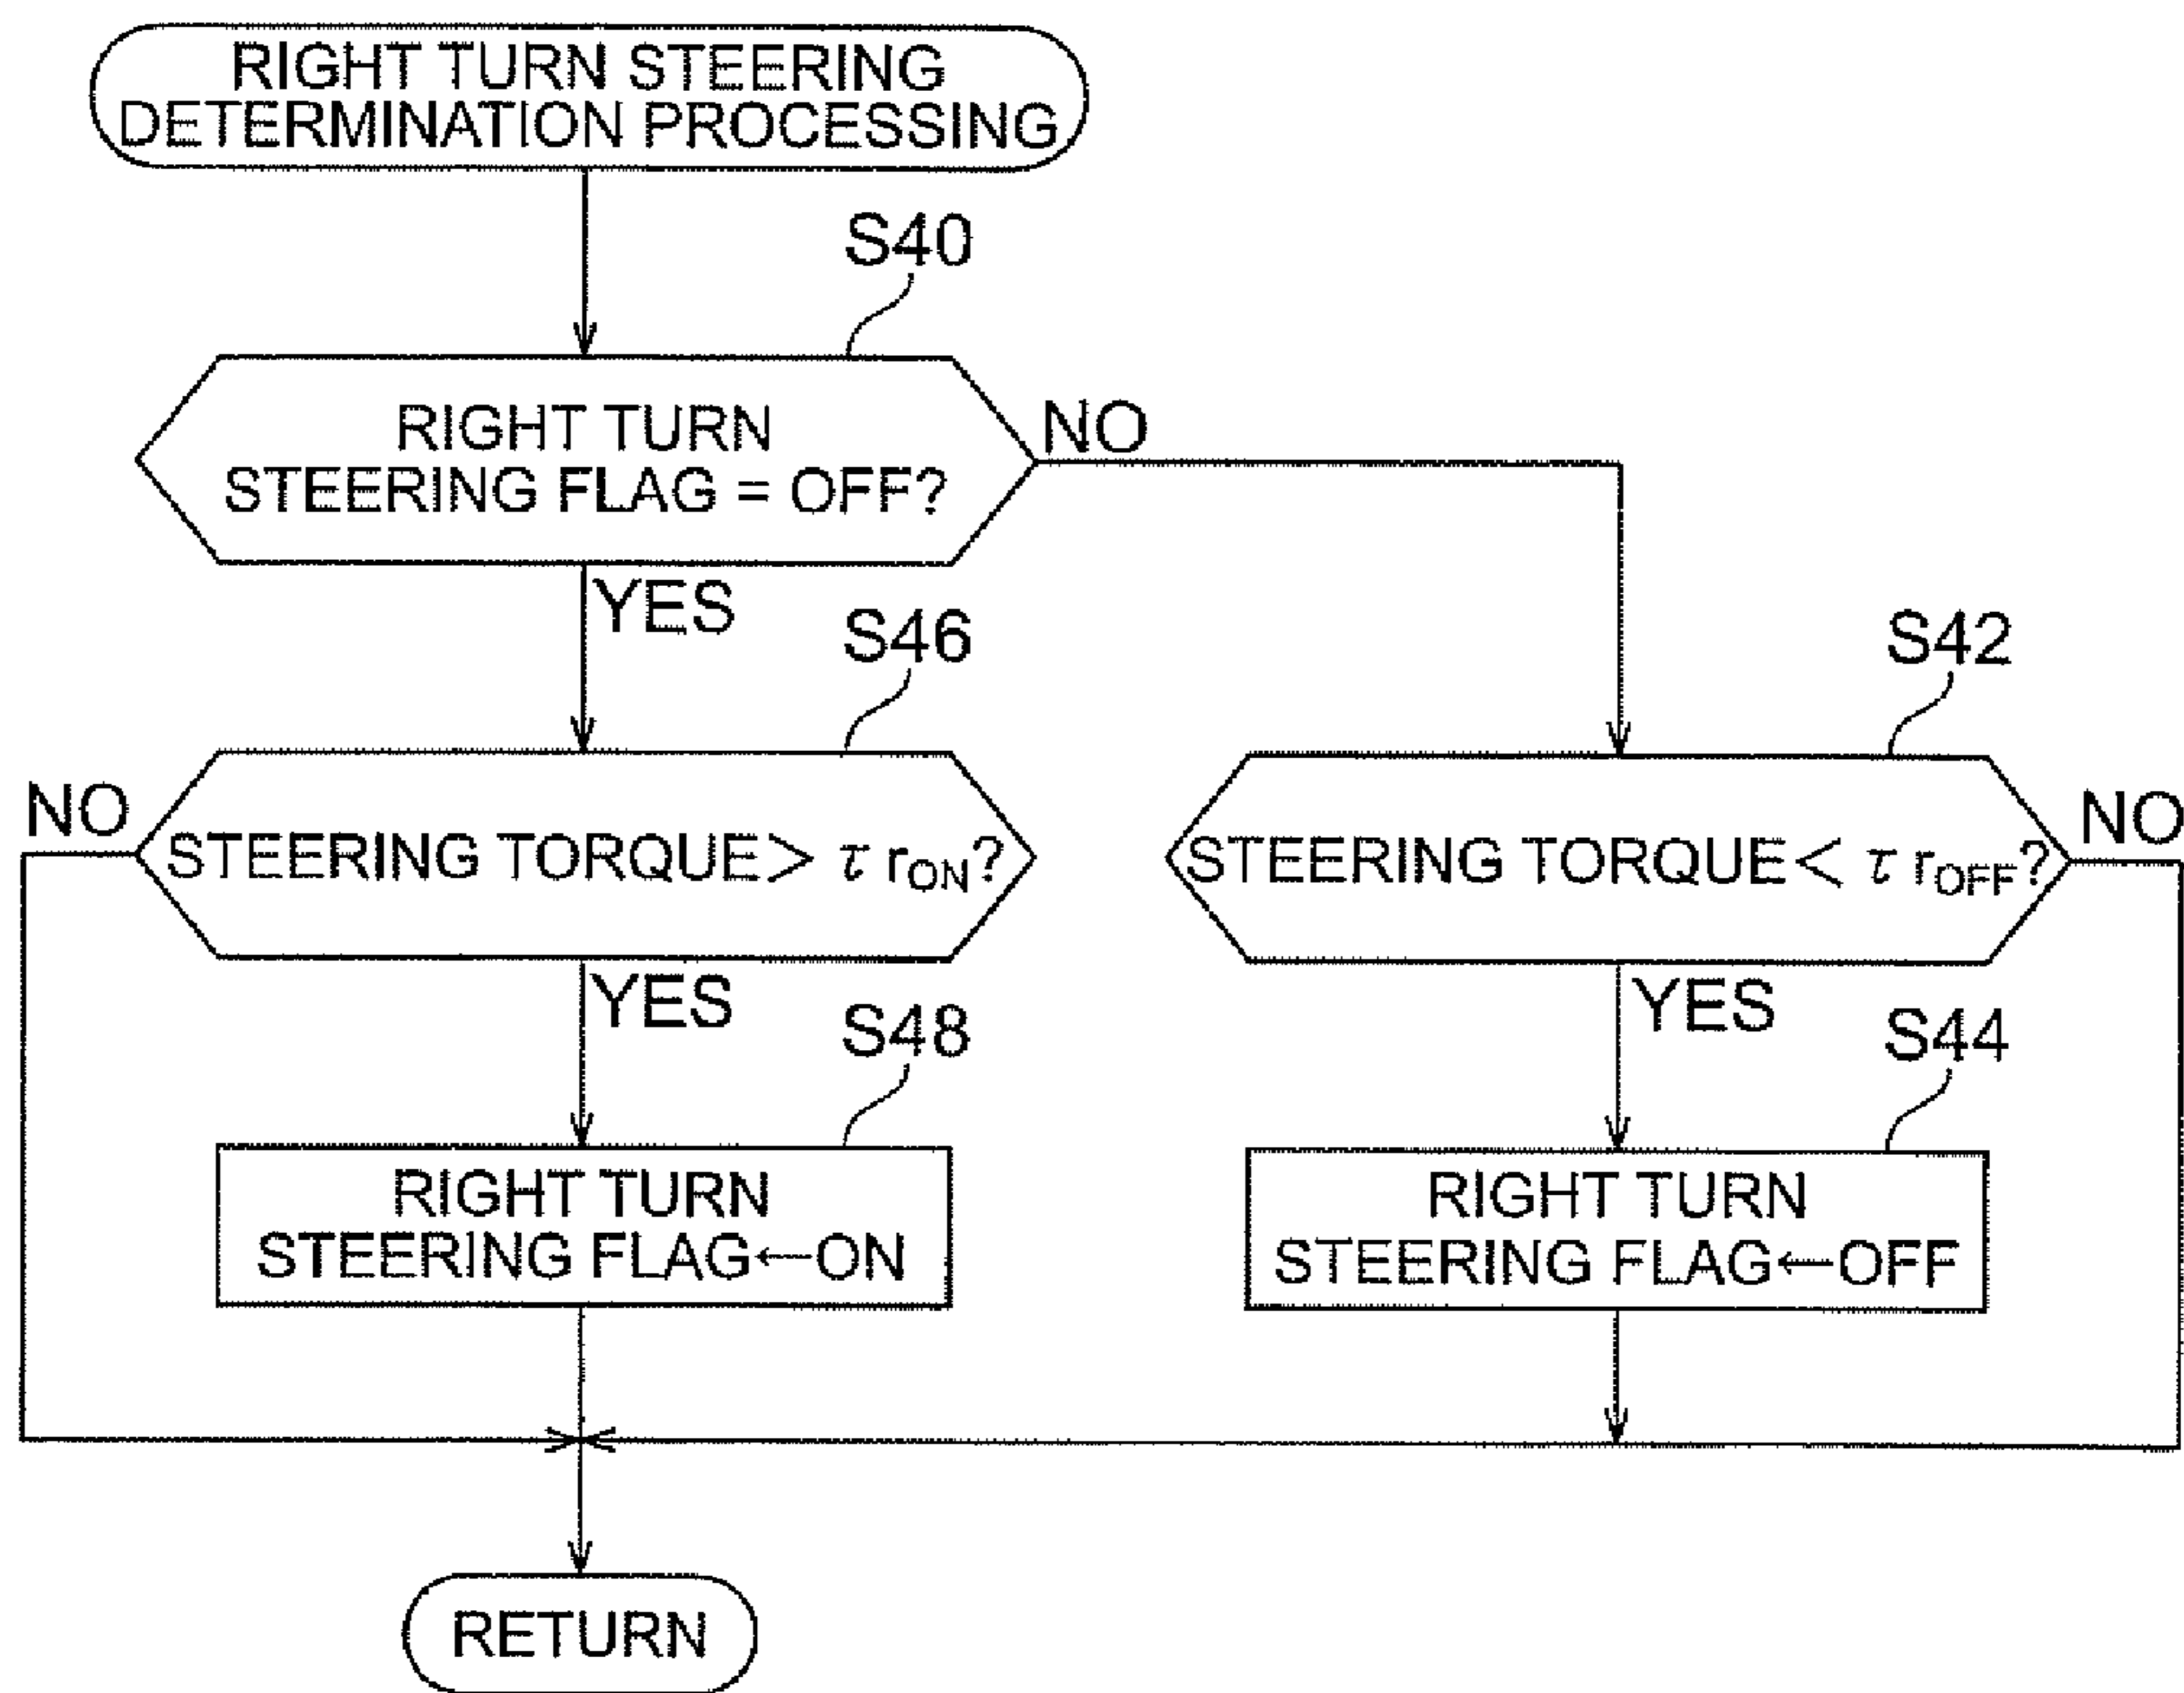 RIGHT TURN STEERING
DETERMINATION PROCESSING
S40
RIGHT TURN
STEERING FLAG = OFF?
NO
YES
S46
S42
NO
STEERING TORQUE > τ rON?
STEERING TORQUE < τ rOFF?
NO
YES
YES
S48
S44
RIGHT TURN
STEERING FLAG←ON
RIGHT TURN
STEERING FLAG←OFF
RETURN